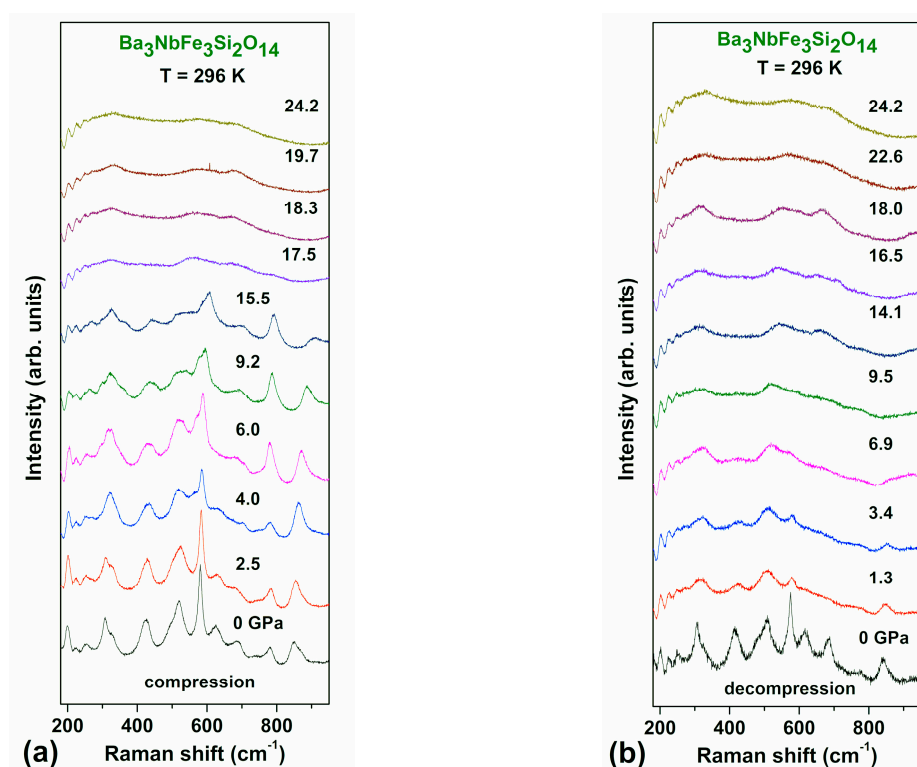 Ba3NbFe3Si2O14
T = 296 K
24.2
19.7
18.3
17.5
15.5
9.2
6.0
4.0
2.5
0 GPa
compression
Intensity (arb. units)
200 400 600 800
(a)
Raman shift (cm-1)
Ba3NbFe3Si2O14
T = 296 K
24.2
22.6
18.0
16.5
14.1
9.5
6.9
3.4
1.3
0 GPa
decompression
Intensity (arb. units)
200 400 600 800
(b)
Raman shift (cm-1)